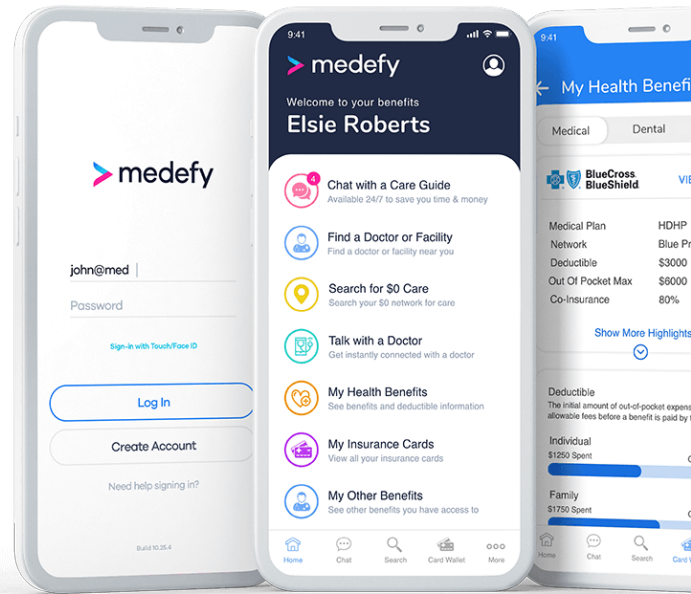 medefy
john@med
Password
Sign-in with Touch/Face ID
Log In
Create Account
Need help signing in?
Build 10.25.4
9:41
medefy
Welcome to your benefits
Elsie Roberts
4
Chat with a Care Guide
Available 24/7 to save you time & money
Find a Doctor or Facility
Find a doctor or facility near you
Search for $0 Care
Search your $0 network for care
Talk with a Doctor
Get instantly connected with a doctor
My Health Benefits
See benefits and deductible information
My Insurance Cards
View all your insurance cards
My Other Benefits
See other benefits you have access to
Home Chat Search Card Wallet More
9:41
My Health Benefi
Medical Dental
BlueCross
BlueShield
VIE
Medical Plan HDHP
Network Blue Pr
Deductible $3000
Out Of Pocket Max $6000
Co-Insurance 80%
Show More Highlights
Deductible
The initial amount of out-of-pocket expens
allowable fees before a benefit is paid by
Individual
$1250 Spent
Family
$1750 Spent
Home Chat Search Card